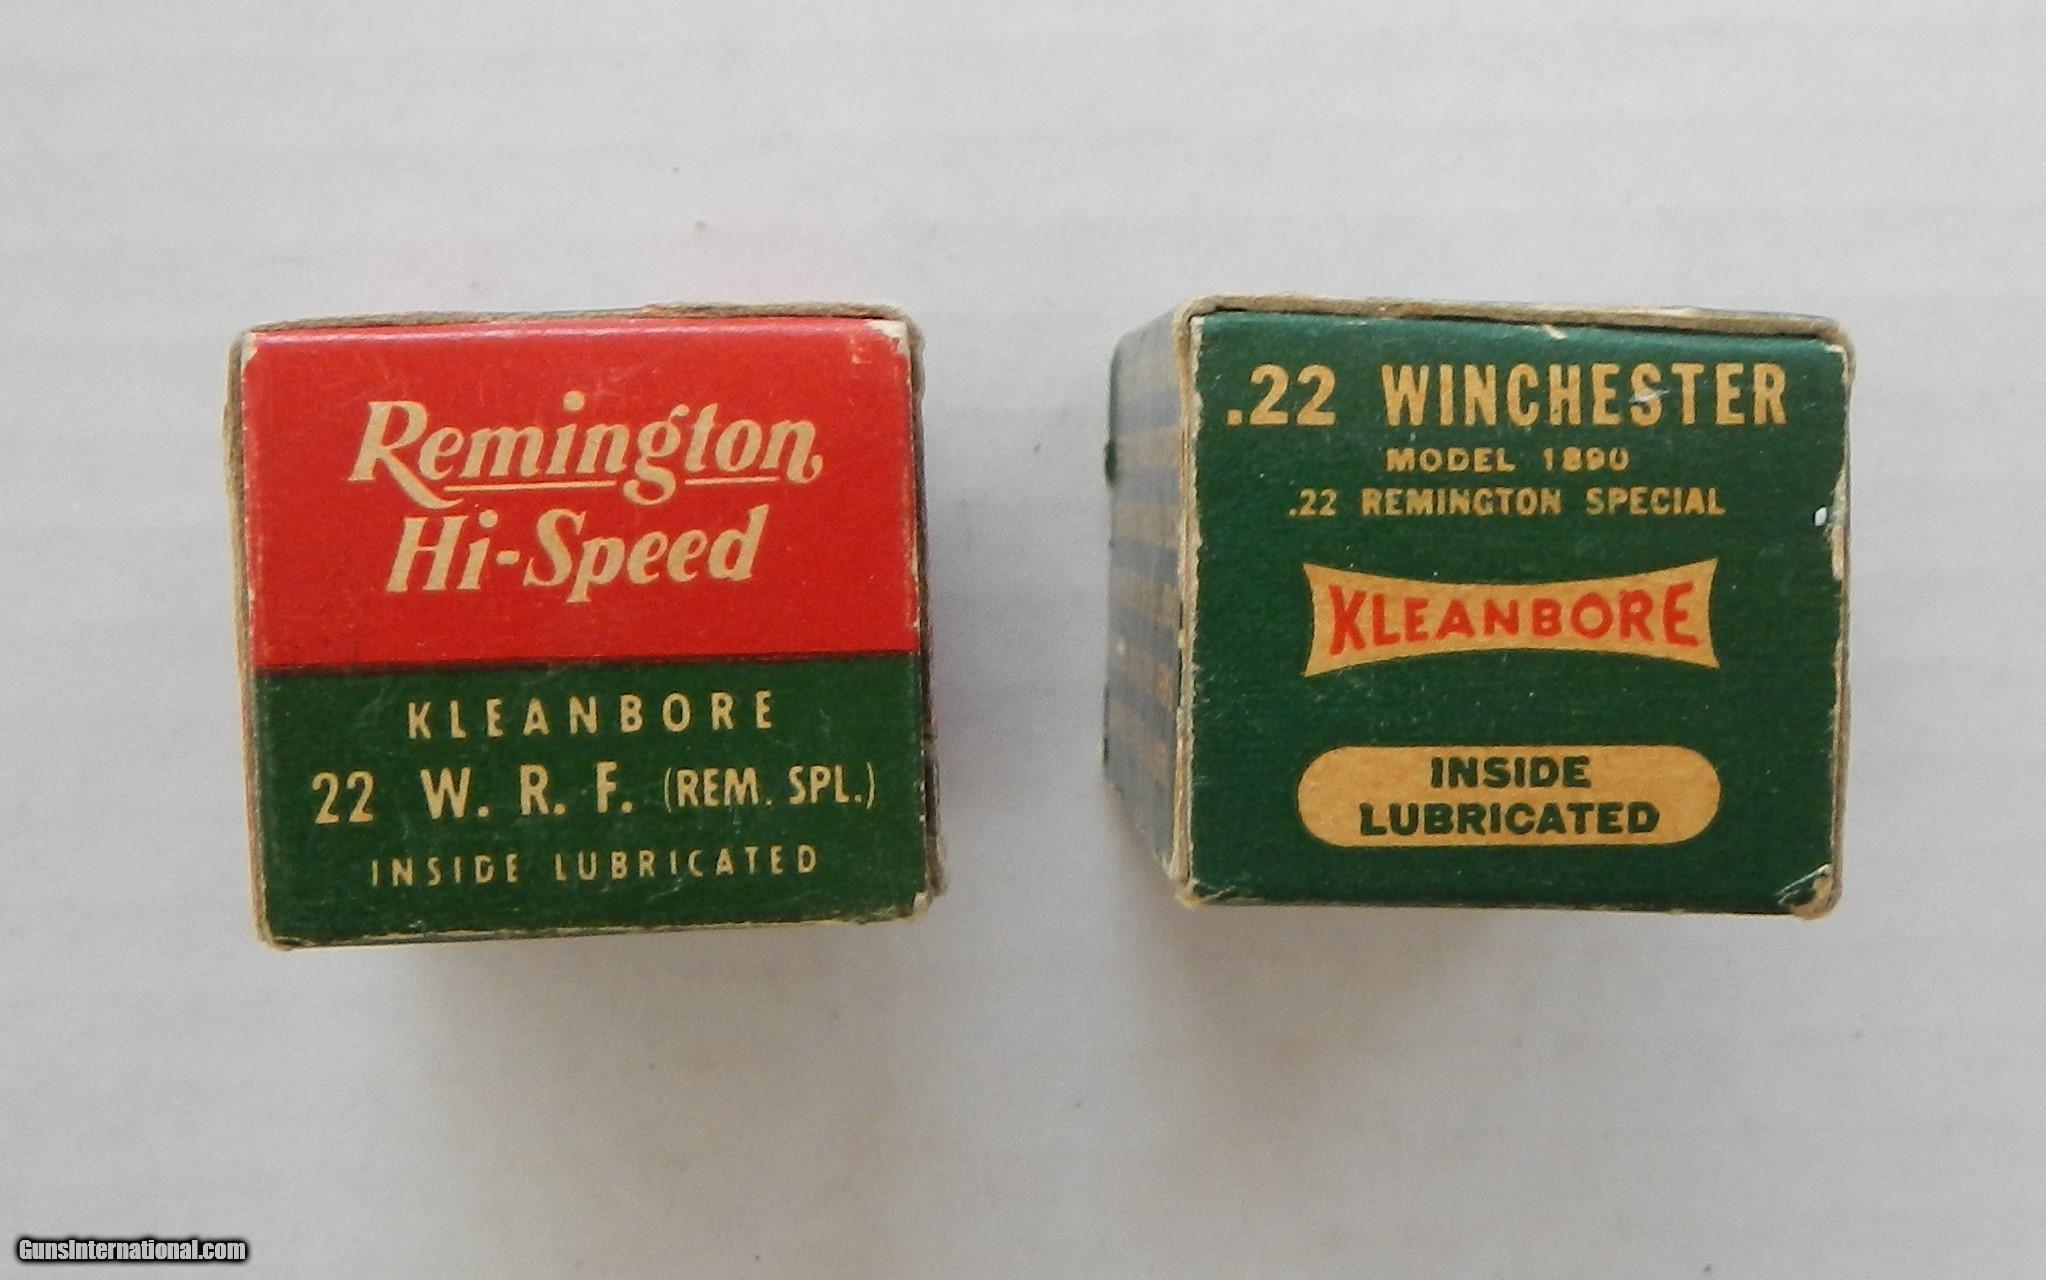 Remington
Hi-Speed
KLEANBORE
22 W. R. F. (REM. SPL.)
INSIDE LUBRICATED
.22 WINCHESTER
MODEL 1890
.22 REMINGTON SPECIAL
KLEANBORE
INSIDE
LUBRICATED
GunsInternational.com